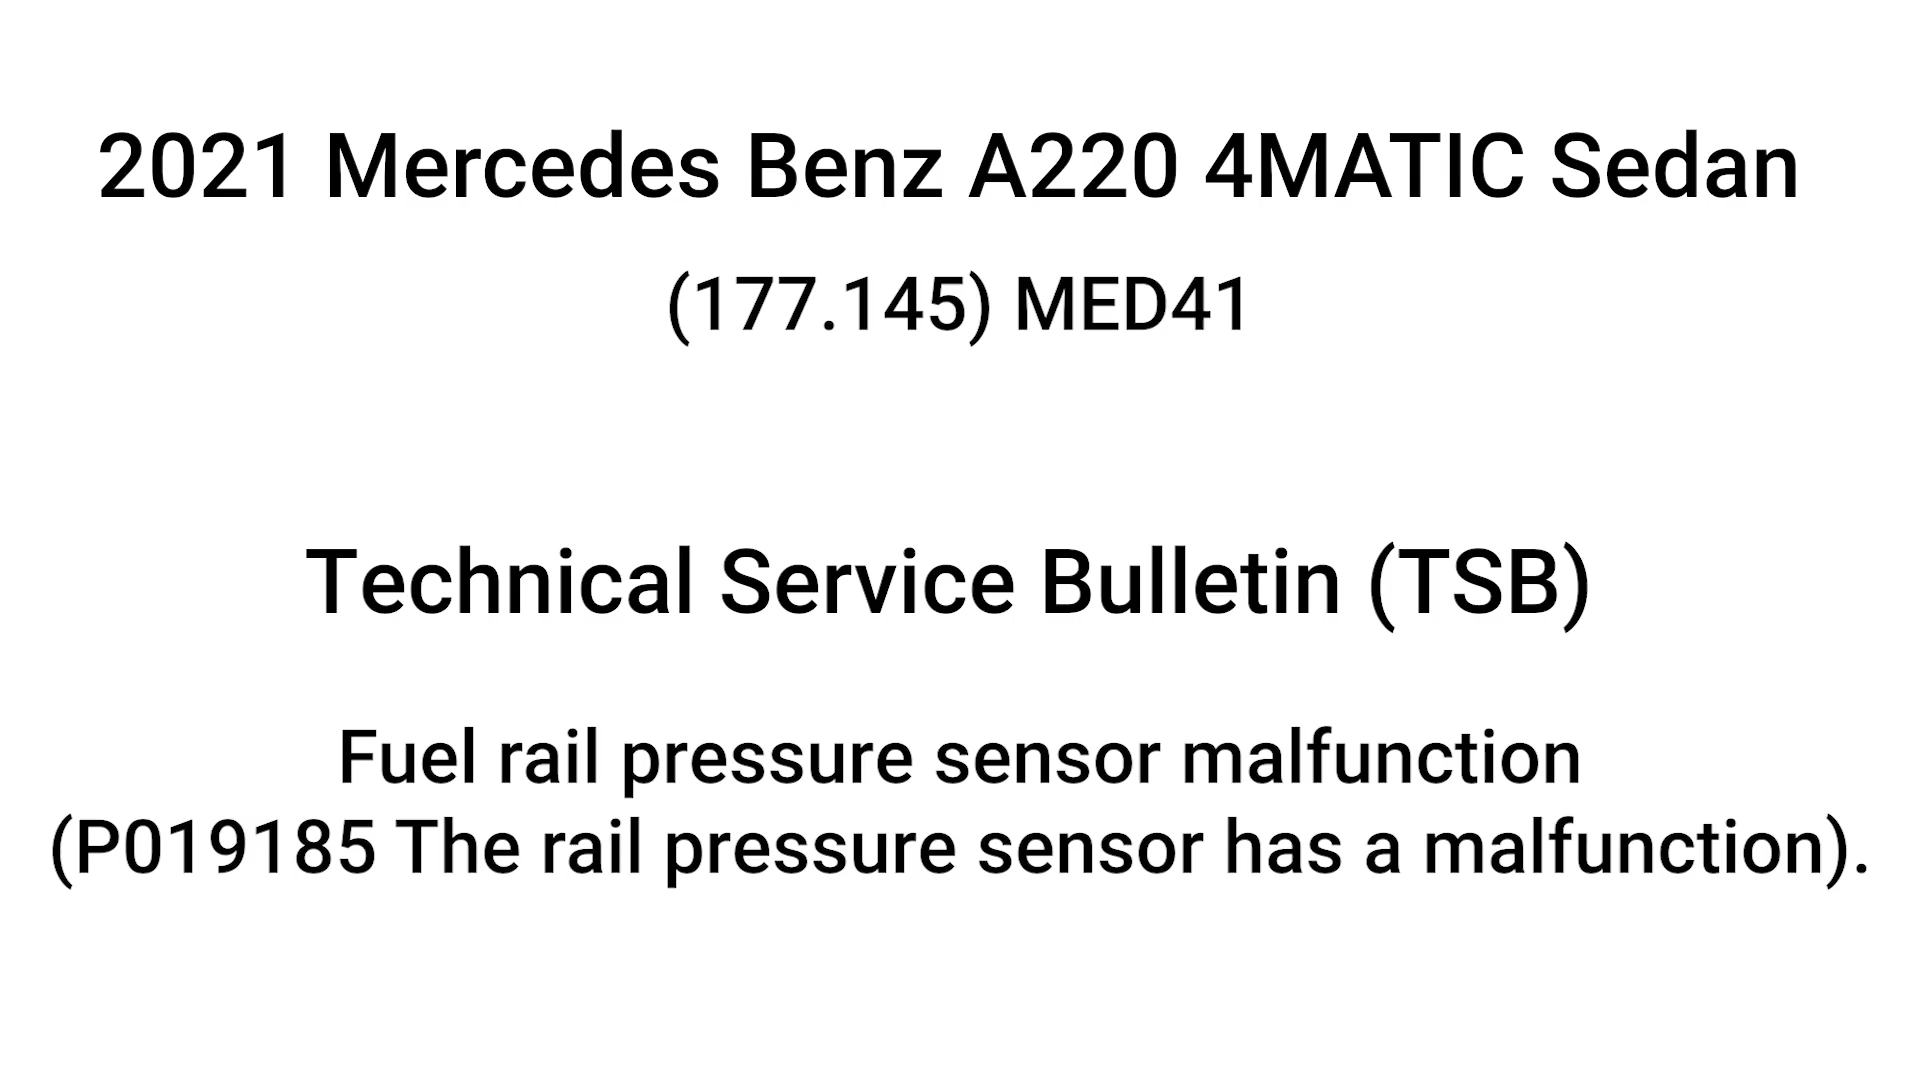 2021 Mercedes Benz A220 4MATIC Sedan
(177.145) MED41
Technical Service Bulletin (TSB)
Fuel rail pressure sensor malfunction
(P019185 The rail pressure sensor has a malfunction).